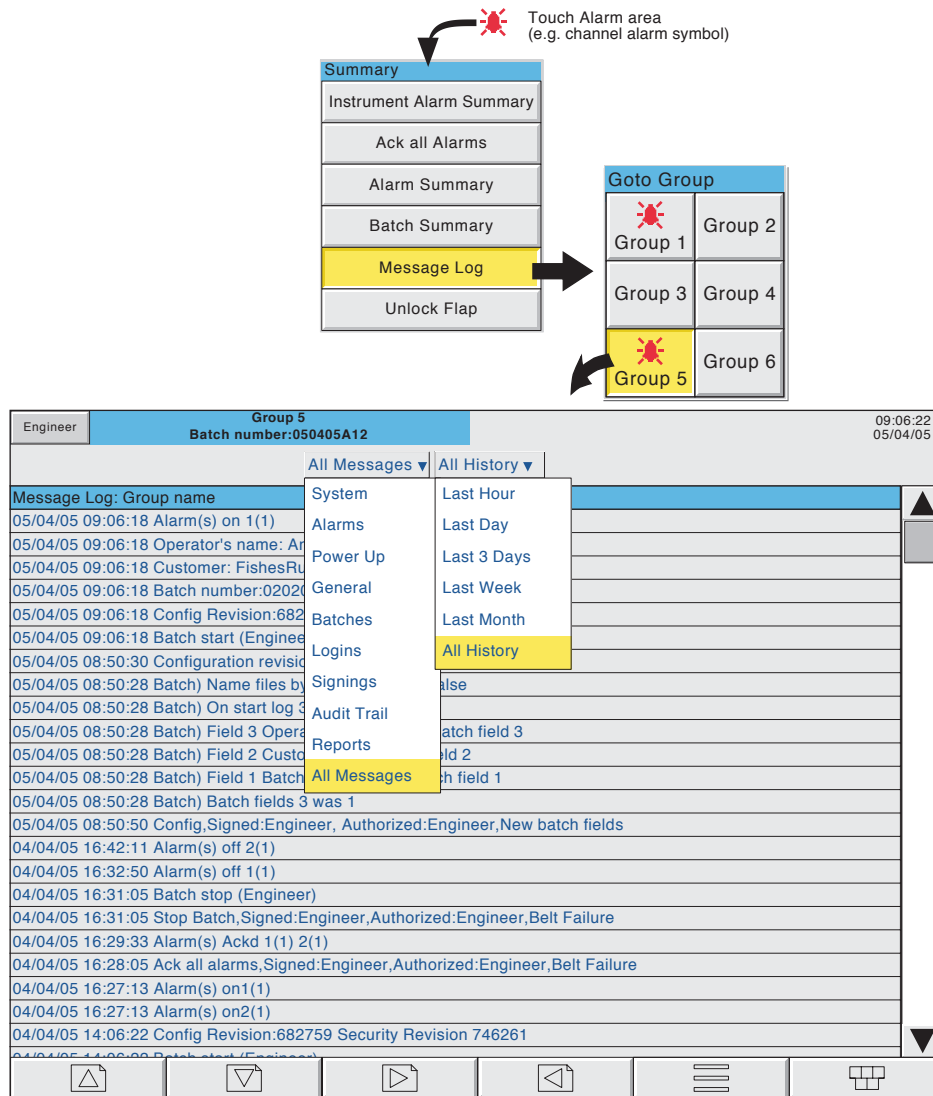 Touch Alarm area
(e.g. channel alarm symbol)
Summary
Instrument Alarm Summary
Ack all Alarms
Alarm Summary
Batch Summary
Message Log
Unlock Flap
Goto Group
Group 1
Group 2
Group 3
Group 4
Group 5
Group 6
Engineer
Group 5
Batch number:050405A12
09:06:22
05/04/05
All Messages
All History
System
Alarms
Power Up
General
Batches
Logins
Signings
Audit Trail
Reports
All Messages
Last Hour
Last Day
Last 3 Days
Last Week
Last Month
All History
Message Log: Group name
05/04/05 09:06:18 Alarm(s) on 1(1)
05/04/05 09:06:18 Operator's name:
05/04/05 09:06:18 Customer:
05/04/05 09:06:18 Batch number:0202
05/04/05 09:06:18 Config Revision:682
05/04/05 09:06:18 Batch start
05/04/05 08:50:30 Configuration
05/04/05 08:50:28 Batch) Name files by alse
05/04/05 08:50:28 Batch) On start log
05/04/05 08:50:28 Batch) Field 3 Opera atch field 3
05/04/05 08:50:28 Batch) Field 2 Custo ld 2
05/04/05 08:50:28 Batch) Field 1 Batch h field 1
05/04/05 08:50:28 Batch) Batch fields 3 was 1
05/04/05 08:50:50 Config,Signed:Engineer, Authorized:Engineer,New batch fields
04/04/05 16:42:11 Alarm(s) off 2(1)
04/04/05 16:32:50 Alarm(s) off 1(1)
04/04/05 16:31:05 Batch stop (Engineer)
04/04/05 16:31:05 Stop Batch,Signed:Engineer,Authorized:Engineer,Belt Failure
04/04/05 16:29:33 Alarm(s) Ackd 1(1) 2(1)
04/04/05 16:28:05 Ack all alarms,Signed:Engineer,Authorized:Engineer,Belt Failure
04/04/05 16:27:13 Alarm(s) on1(1)
04/04/05 16:27:13 Alarm(s) on2(1)
04/04/05 14:06:22 Config Revision:682759 Security Revision 746261